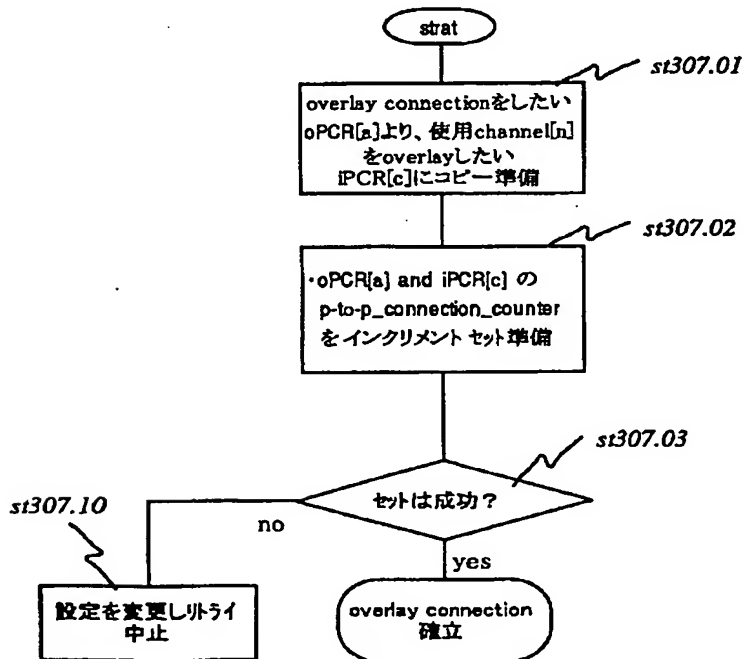 strat
st307.01
overlay connectionをしたい
oPCR[a]より、使用channel[n]
をoverlayしたい
iPCR[c]にコピー準備
st307.02
・oPCR[a] and iPCR[c] の
p-to-p_connection_counter
をインクリメントセット準備
st307.03
セットは成功？
st307.10
no
yes
設定を変更しリトライ
中止
overlay connection
確立